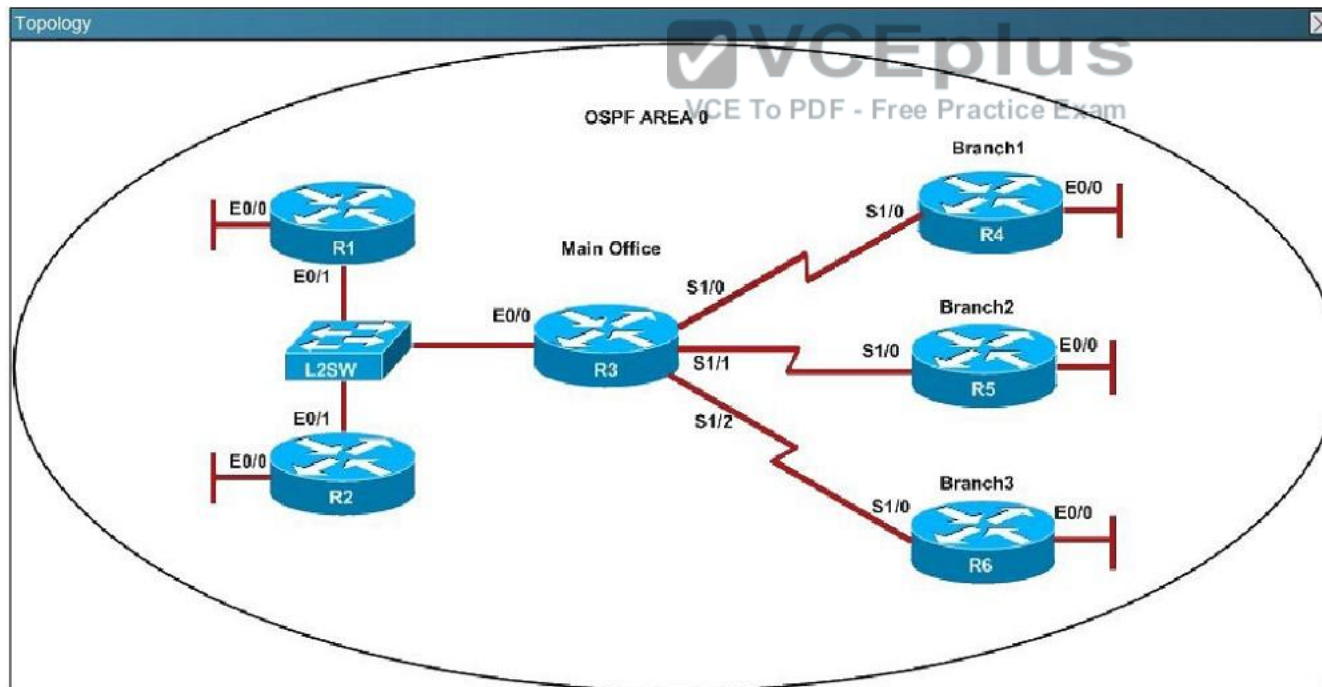 Topology
VCEplus
VCE To PDF - Free Practice Exam
OSPF AREA 0
Branch1
E0/0
S1/0
R4
E0/0
R1
E0/1
Main Office
S1/0
E0/0
R3
S1/1
S1/2
Branch2
S1/0
E0/0
R5
L2SW
E0/1
E0/0
R2
Branch3
S1/0
E0/0
R6